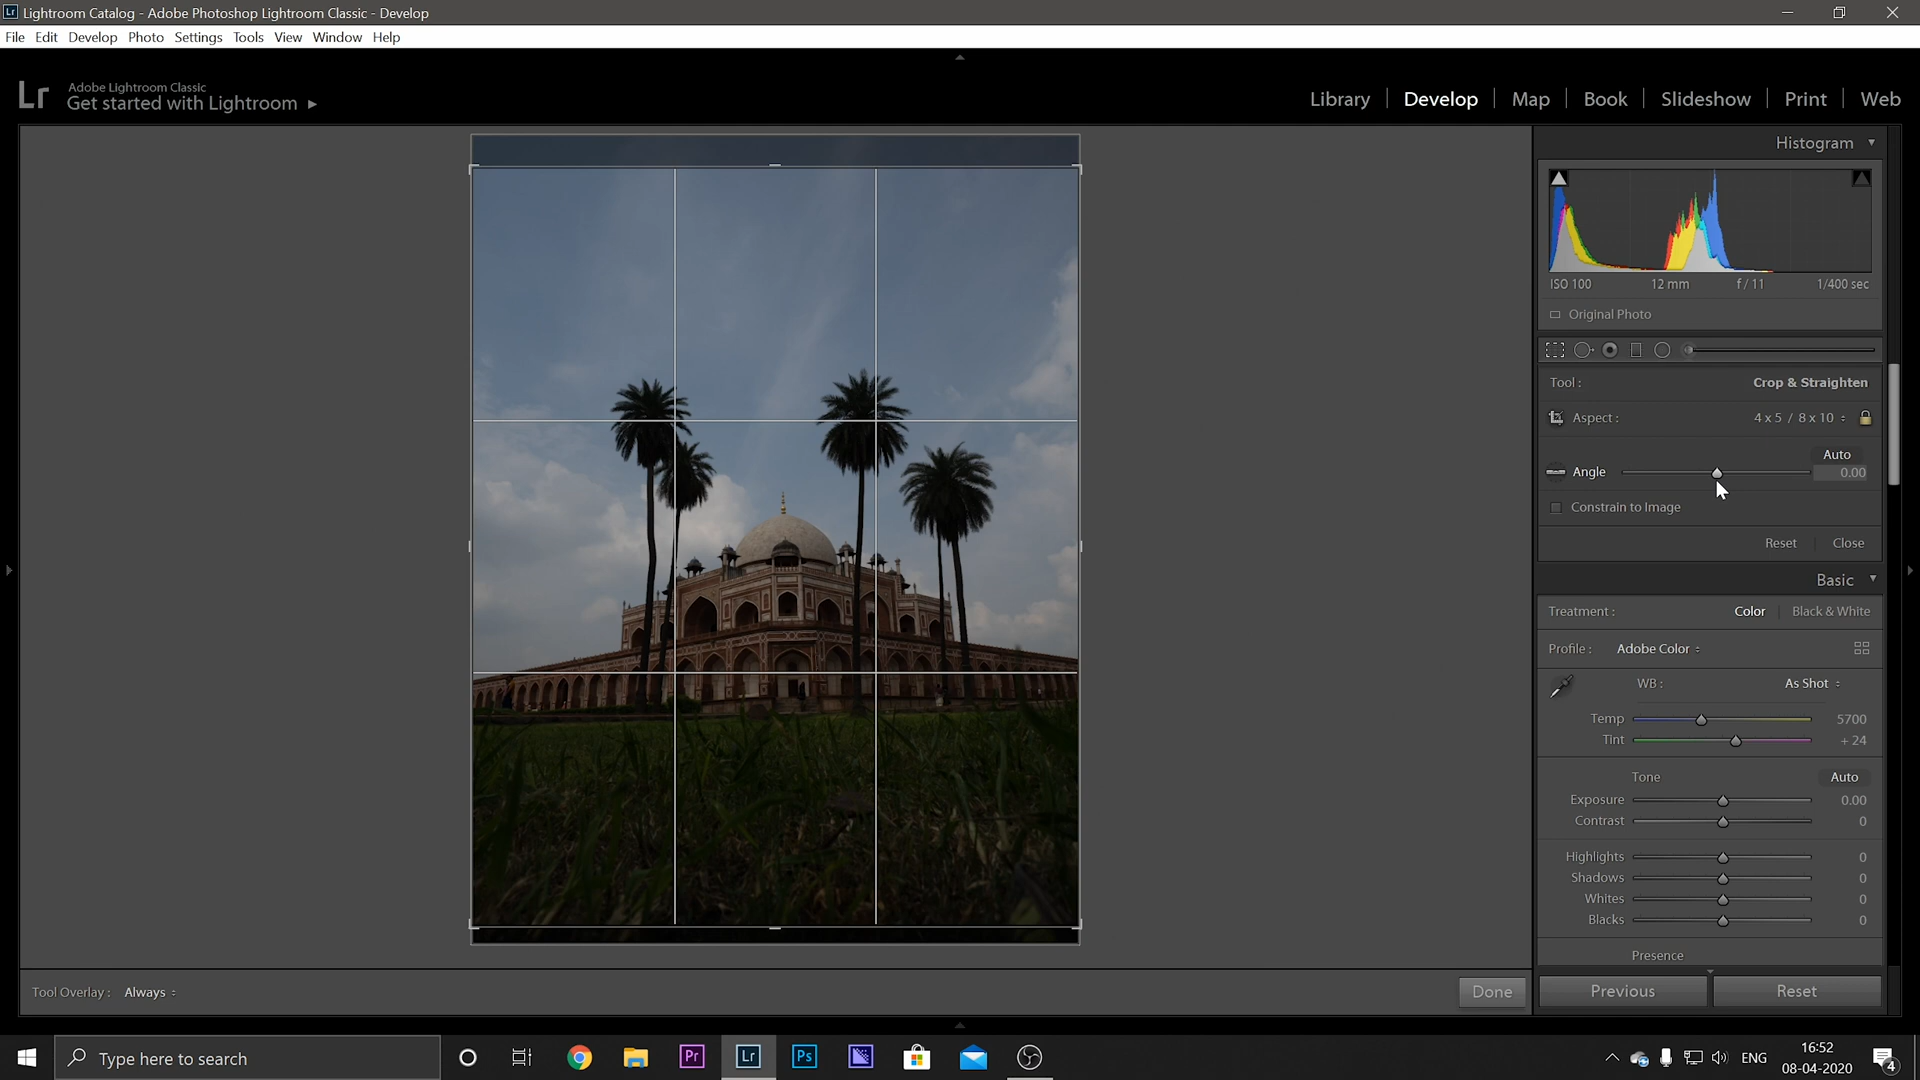 Lr Lightroom Catalog - Adobe Photoshop Lightroom Classic - Develop
File Edit Develop Photo Settings Tools View Window Help
Lr
Adobe Lightroom Classic
Get started with Lightroom
Library | Develop | Map | Book | Slideshow | Print | Web
Histogram
ISO 100 12 mm f / 11 1/400 sec
Original Photo
Tool : Crop & Straighten
Aspect : 4 x 5 / 8 x 10
Auto
Angle 0.00
Constrain to Image
Reset Close
Basic
Treatment : Color Black & White
Profile : Adobe Color
WB : As Shot
Temp 5700
Tint + 24
Tone Auto
Exposure 0.00
Contrast 0
Highlights 0
Shadows 0
Whites 0
Blacks 0
Presence
Tool Overlay : Always
Done
Previous Reset
Type here to search
Pr Lr Ps
ENG
16:52
08-04-2020
4